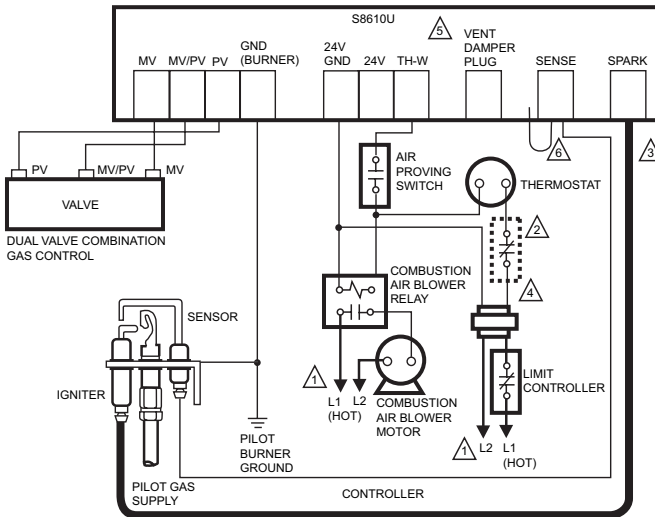 S8610U
5
MV
MV/PV
PV
GND
(BURNER)
24V
GND
24V
TH-W
VENT
DAMPER
PLUG
SENSE
SPARK
6
3
PV
MV/PV
MV
VALVE
DUAL VALVE COMBINATION
GAS CONTROL
AIR
PROVING
SWITCH
THERMOSTAT
2
4
COMBUSTION
AIR BLOWER
RELAY
SENSOR
IGNITER
1
L1
(HOT)
L2
COMBUSTION
AIR BLOWER
MOTOR
LIMIT
CONTROLLER
1
L2
L1
(HOT)
PILOT
BURNER
GROUND
PILOT GAS
SUPPLY
CONTROLLER